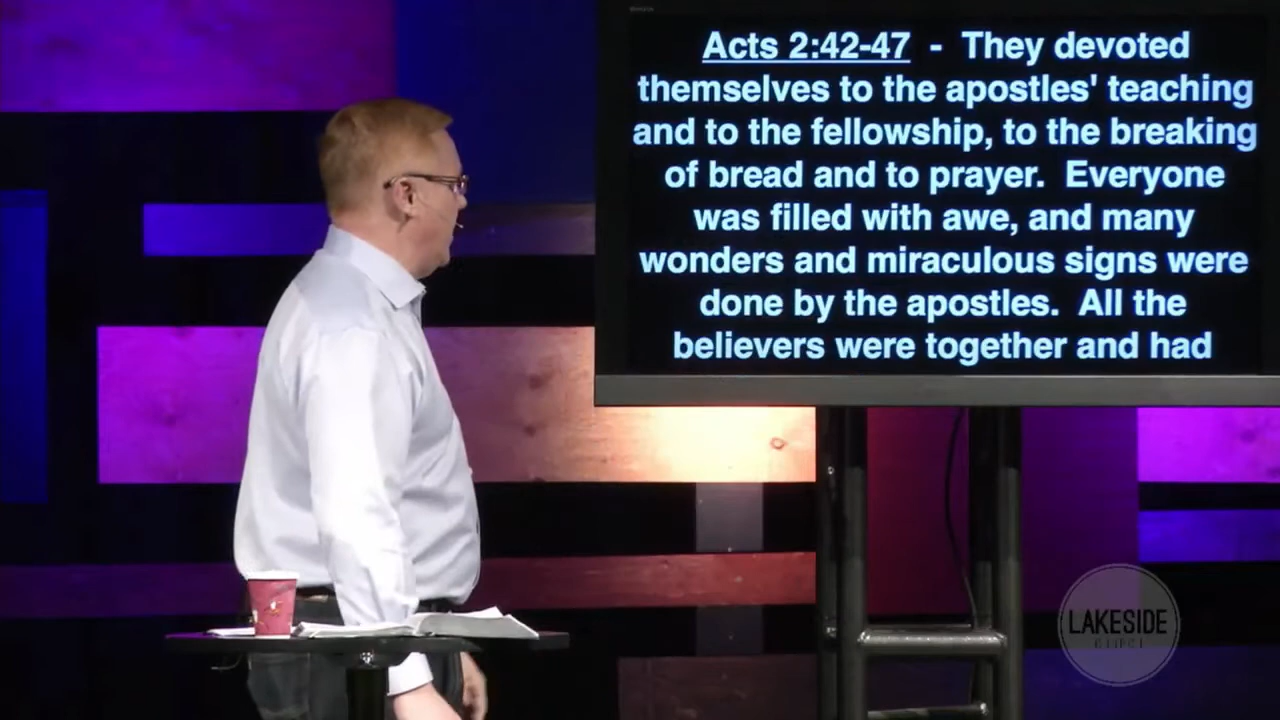 Acts 2:42-47 - They devoted
themselves to the apostles' teaching
and to the fellowship, to the breaking
of bread and to prayer. Everyone
was filled with awe, and many
wonders and miraculous signs were
done by the apostles. All the
believers were together and had
LAKESIDE